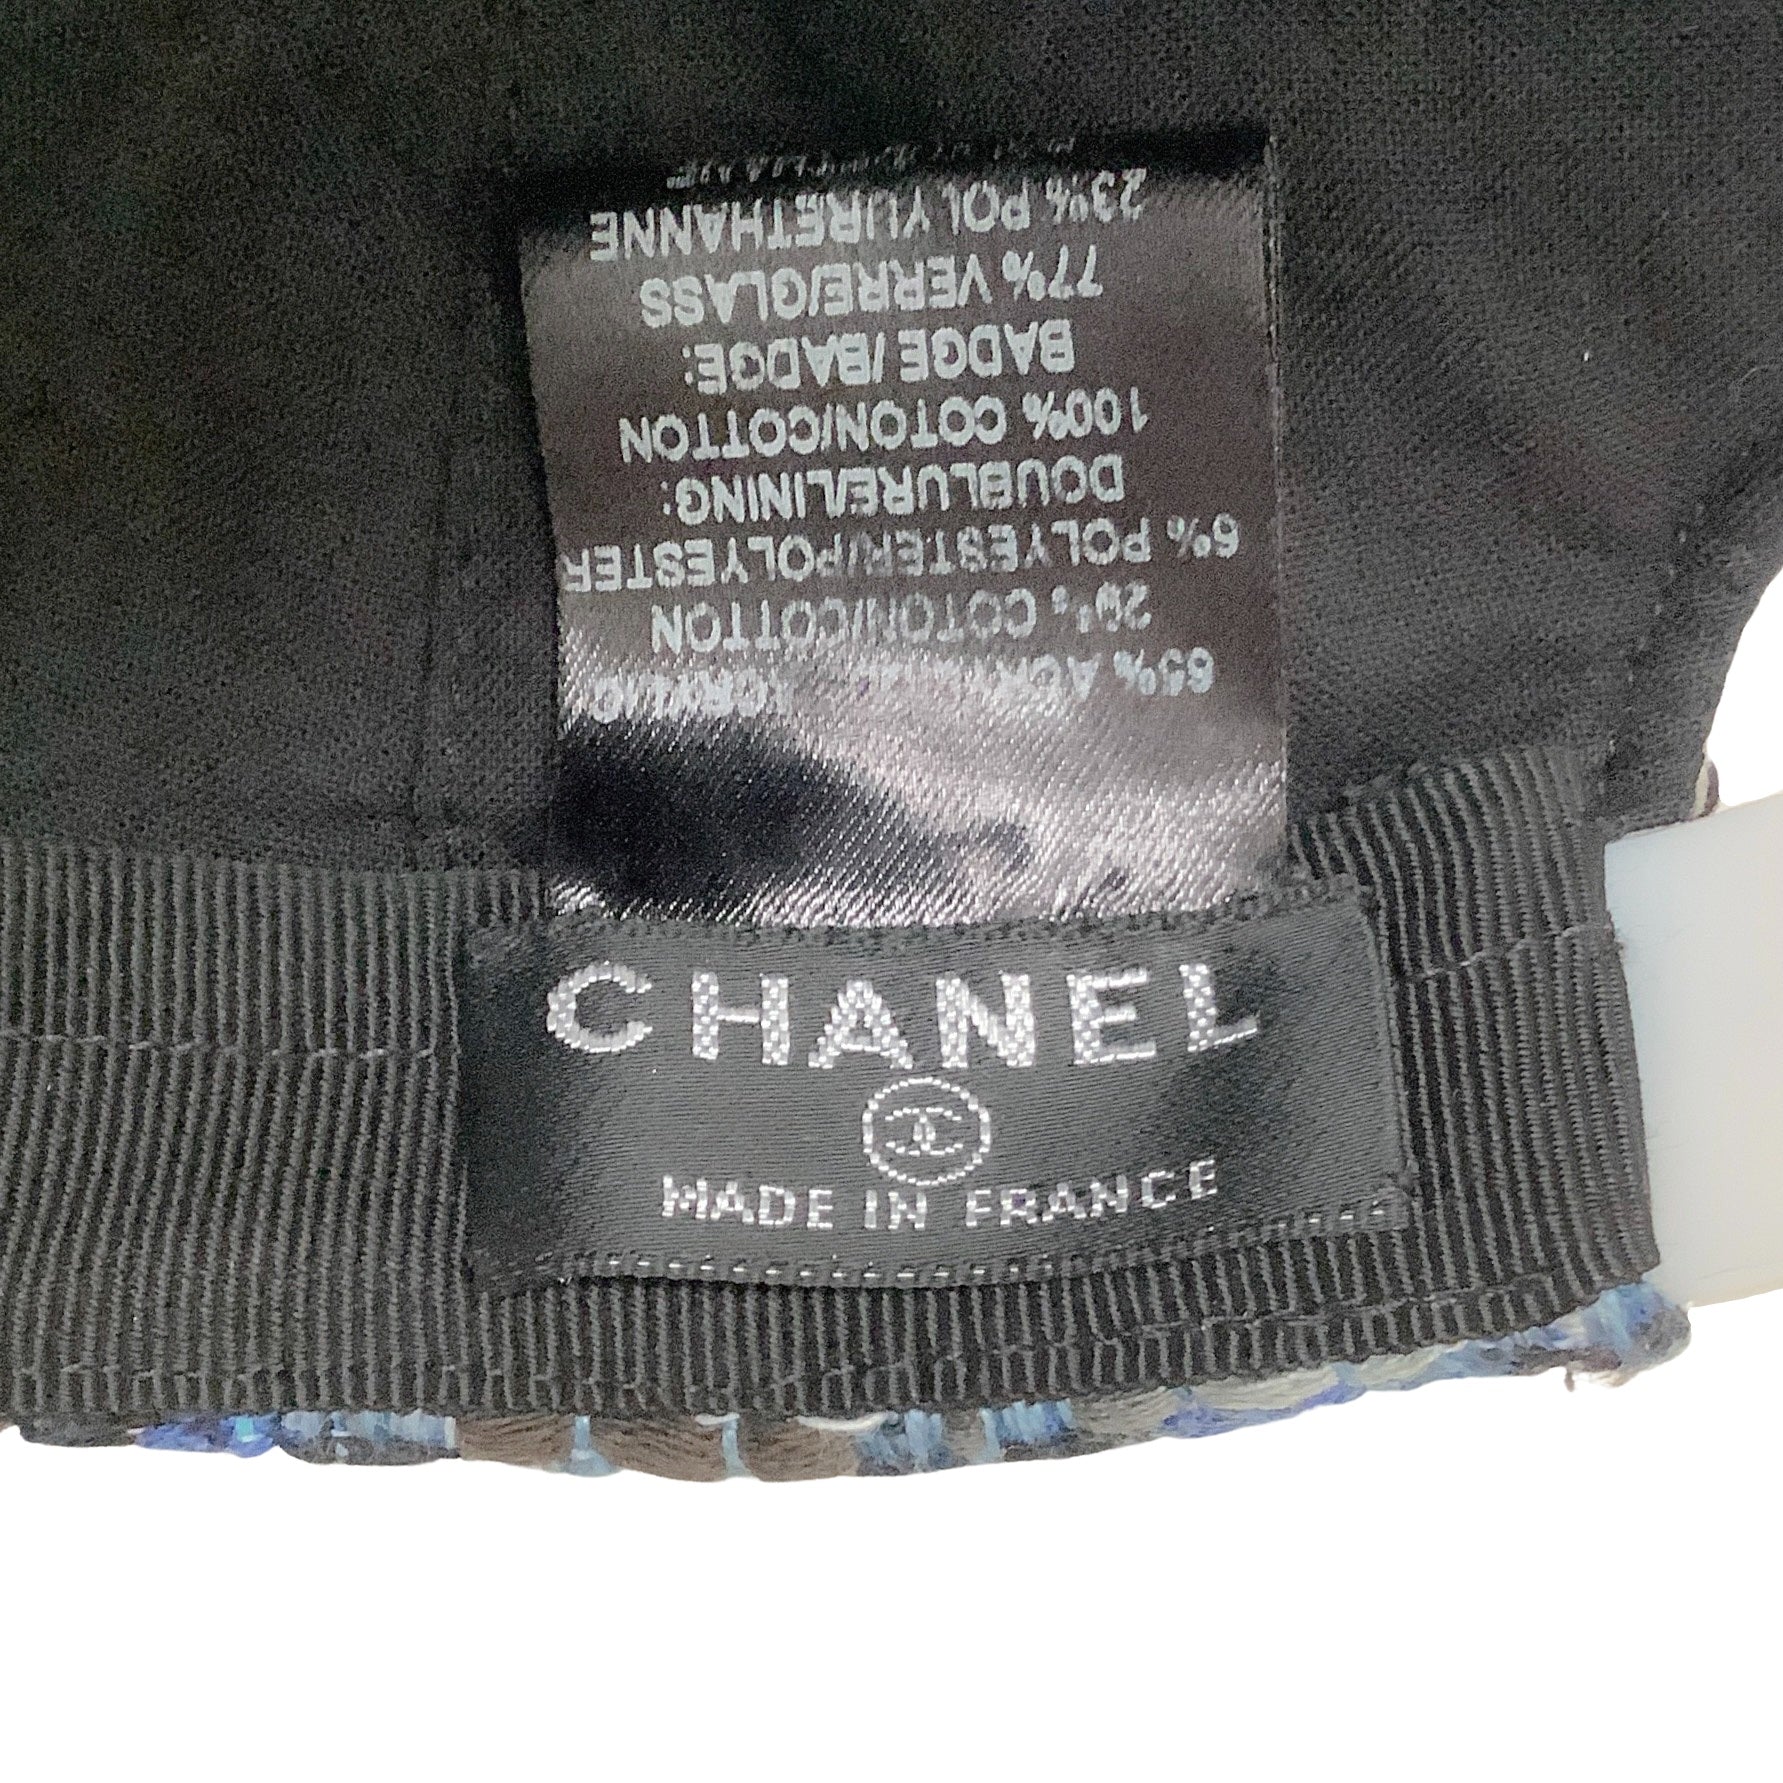 CHANEL
MADE IN FRANCE
65%
COTON/COTTON
6% POLYESTER/POLYESTER
DOUBLURE/LINING:
100% COTON/COTTON
BADGE/BADGE:
77% VERRE/GLASS
23% POLYURETHANNE